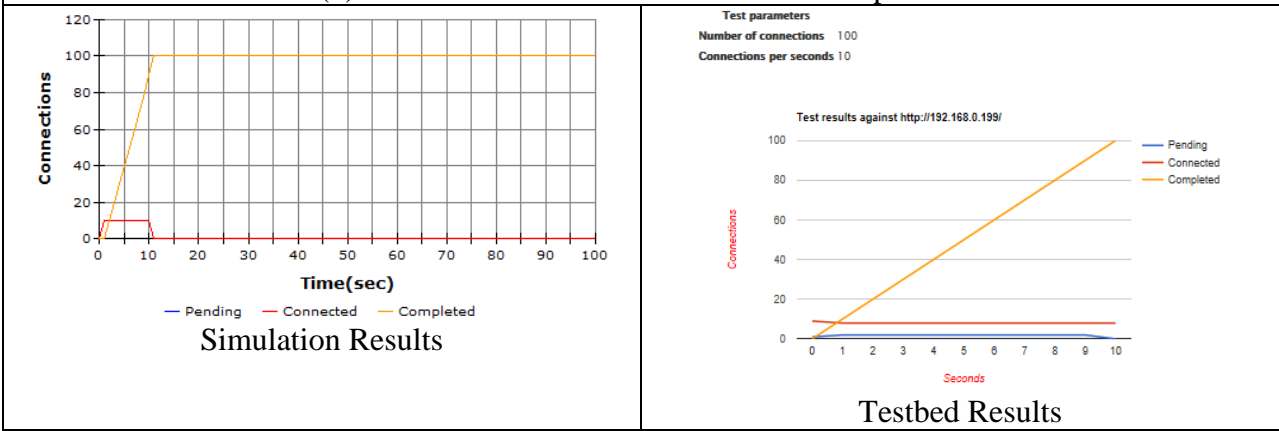 120
100
80
60
40
20
0
Connections
0 10 20 30 40 50 60 70 80 90 100
Time(sec)
Pending Connected Completed
Simulation Results
Test parameters
Number of connections 100
Connections per seconds 10
Test results against http://192.168.0.199/
100
80
60
40
20
0
Connections
0 1 2 3 4 5 6 7 8 9 10
Seconds
Pending
Connected
Completed
Testbed Results